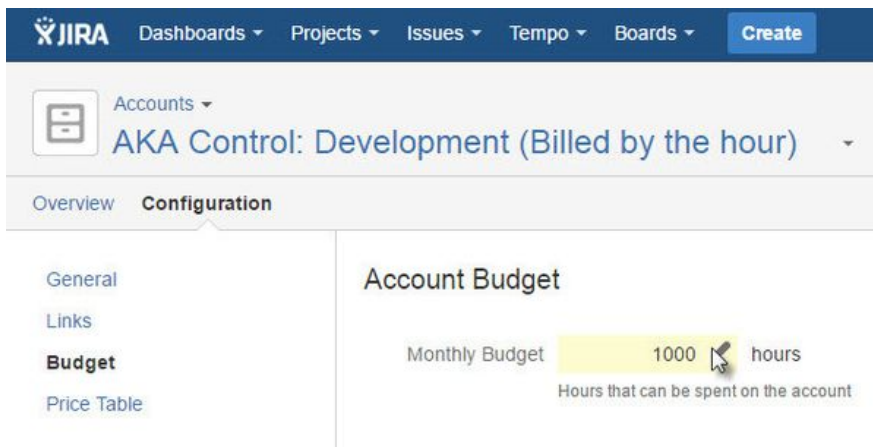 JIRA Dashboards Projects Issues Tempo Boards Create
Accounts
AKA Control: Development (Billed by the hour)
Overview Configuration
General
Links
Budget
Price Table
Account Budget
Monthly Budget 1000 hours
Hours that can be spent on the account